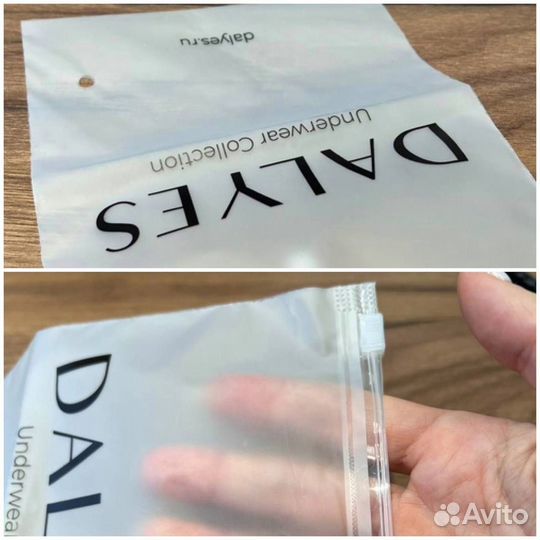 dalyes.ru
Underwear Collection
DALYES
DAL
Underwea
Avito